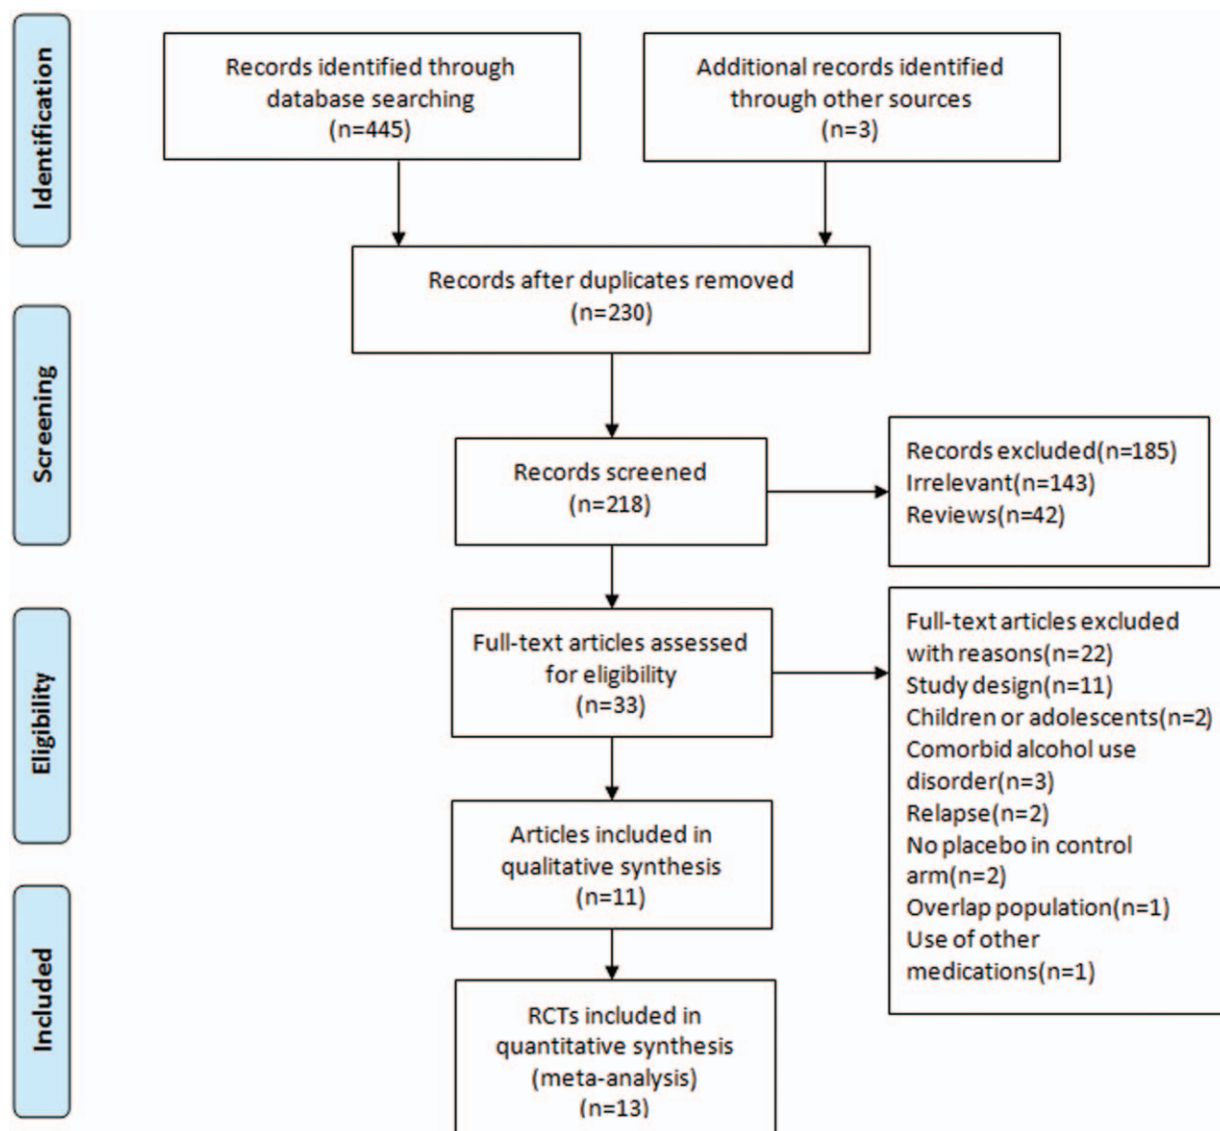 Identification
Records identified through
database searching
(n=445)
Additional records identified
through other sources
(n=3)
Records after duplicates removed
(n=230)
Screening
Records screened
(n=218)
Records excluded(n=185)
Irrelevant(n=143)
Reviews(n=42)
Eligibility
Full-text articles assessed
for eligibility
(n=33)
Full-text articles excluded
with reasons(n=22)
Study design(n=11)
Children or adolescents(n=2)
Comorbid alcohol use
disorder(n=3)
Relapse(n=2)
No placebo in control
arm(n=2)
Overlap population(n=1)
Use of other
medications(n=1)
Articles included in
qualitative synthesis
(n=11)
Included
RCTs included in
quantitative synthesis
(meta-analysis)
(n=13)